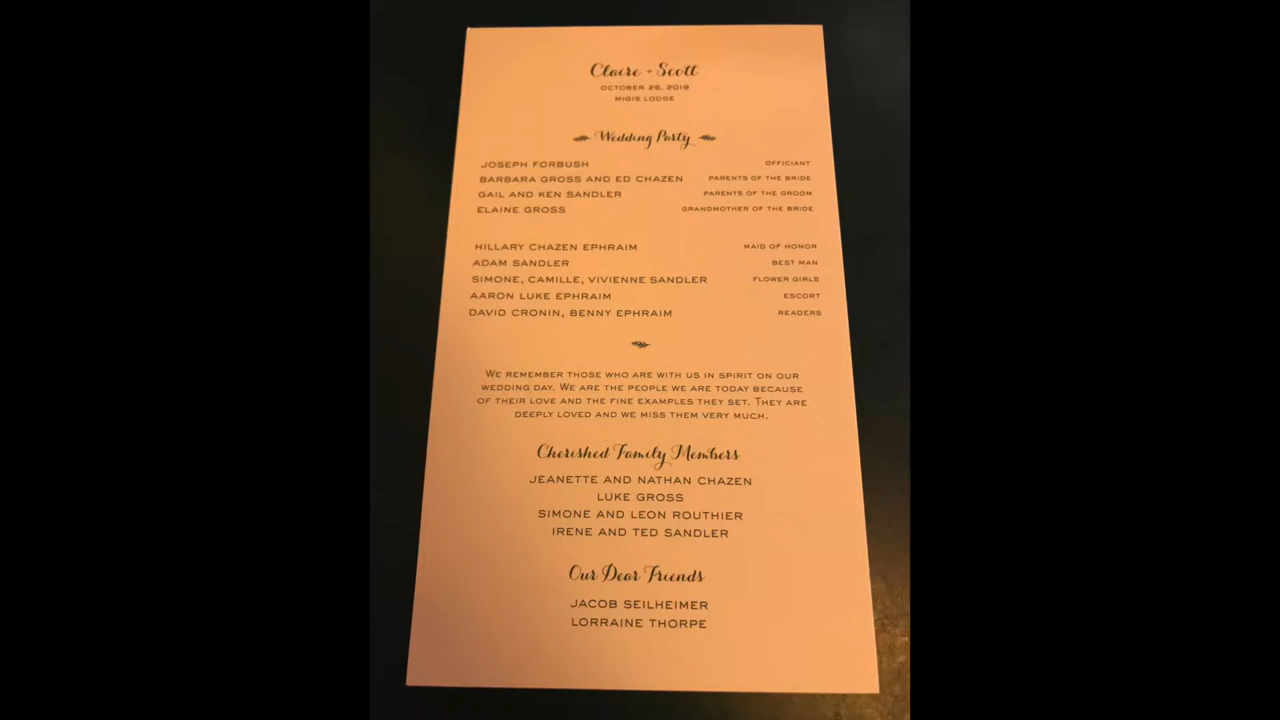 Claire + Scott
OCTOBER 26, 2019
MIGIS LODGE
Wedding Party
JOSEPH FORBUSH OFFICIANT
BARBARA GROSS AND ED CHAZEN PARENTS OF THE BRIDE
GAIL AND KEN SANDLER PARENTS OF THE GROOM
ELAINE GROSS GRANDMOTHER OF THE BRIDE
HILLARY CHAZEN EPHRAIM MAID OF HONOR
ADAM SANDLER BEST MAN
SIMONE, CAMILLE, VIVIENNE SANDLER FLOWER GIRLS
AARON LUKE EPHRAIM ESCORT
DAVID CRONIN, BENNY EPHRAIM READERS
WE REMEMBER THOSE WHO ARE WITH US IN SPIRIT ON OUR
WEDDING DAY. WE ARE THE PEOPLE WE ARE TODAY BECAUSE
OF THEIR LOVE AND THE FINE EXAMPLES THEY SET. THEY ARE
DEEPLY LOVED AND WE MISS THEM VERY MUCH.
Cherished Family Members
JEANETTE AND NATHAN CHAZEN
LUKE GROSS
SIMONE AND LEON ROUTHIER
IRENE AND TED SANDLER
Our Dear Friends
JACOB SEILHEIMER
LORRAINE THORPE